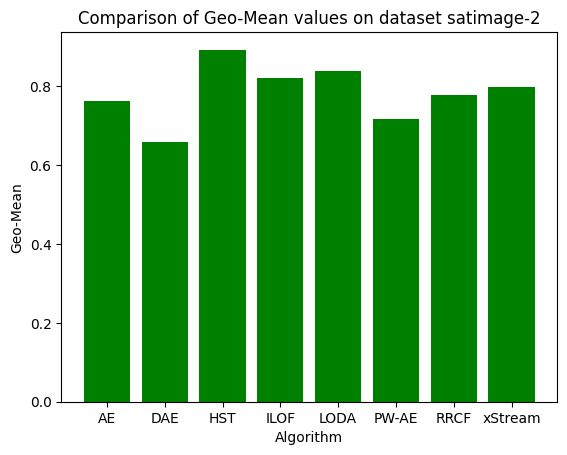 Comparison of Geo-Mean values on dataset satimage-2
Geo-Mean
0.8
0.6
0.4
0.2
0.0
AE DAE HST ILOF LODA PW-AE RRCF xStream
Algorithm